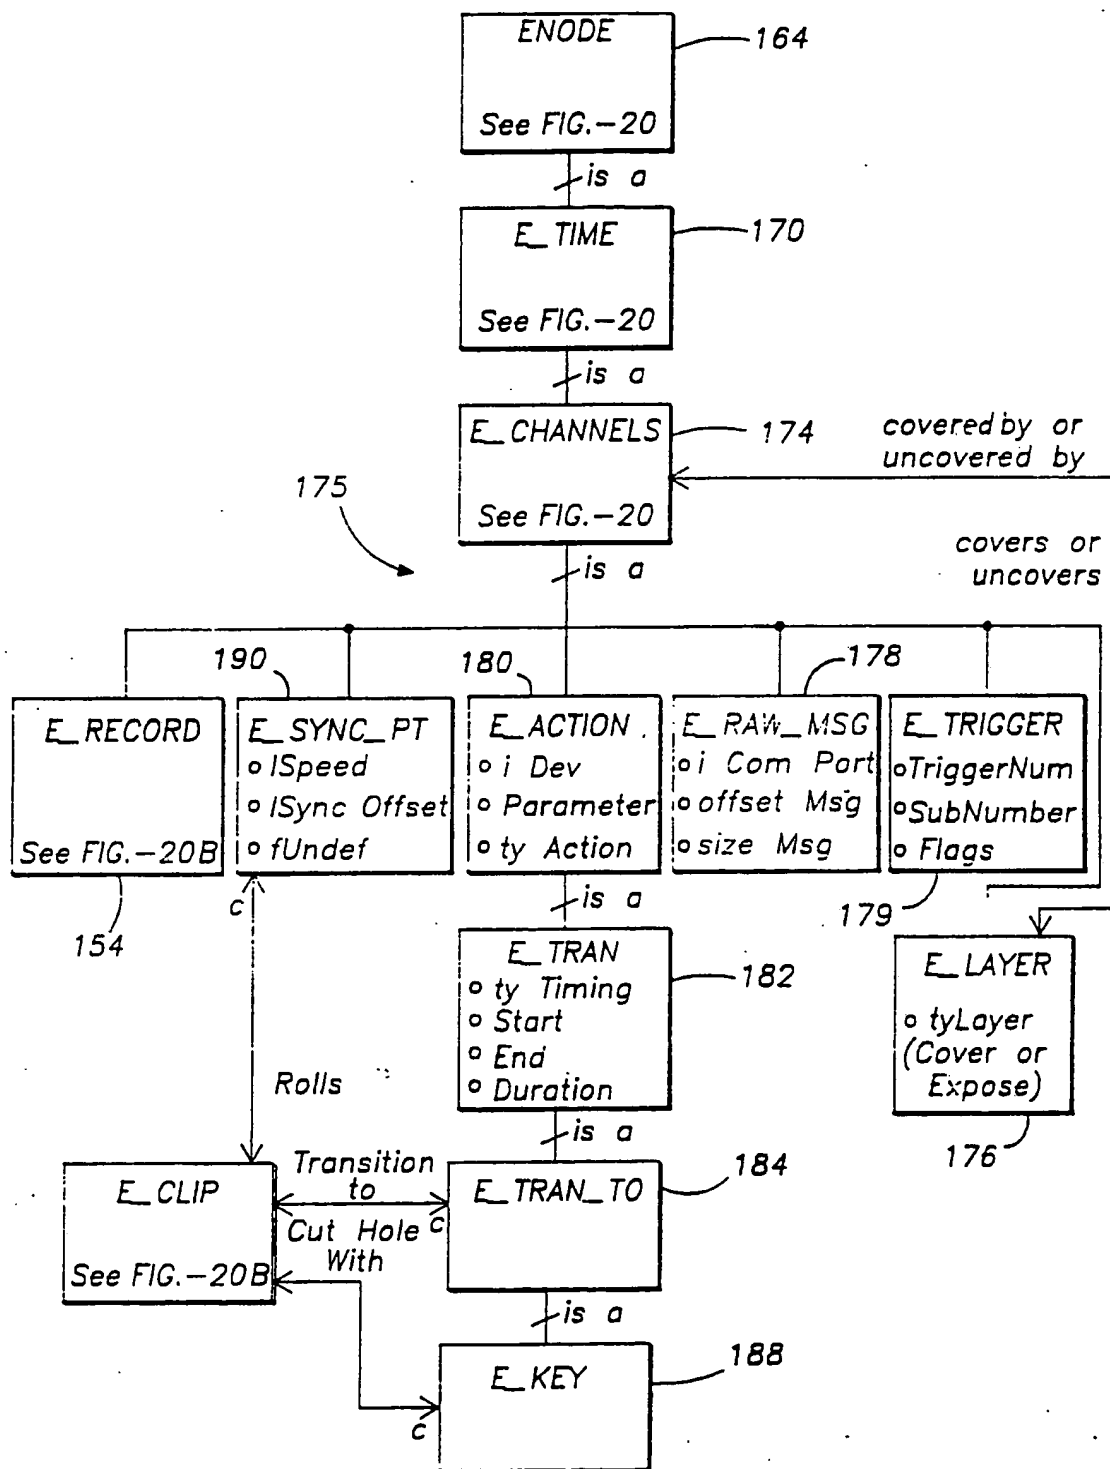 ENODE
164
See FIG.-20
is a
E_TIME
170
See FIG.-20
is a
E_CHANNELS
174
See FIG.-20
covered by or
uncovered by
175
is a
covers or
uncovers
190
180
178
E_RECORD
See FIG.-20B
154
E_SYNC_PT
lSpeed
lSync Offset
fUndef
E_ACTION
i Dev
Parameter
ty Action
E_RAW_MSG
i Com Port
offset Msg
size Msg
E_TRIGGER
TriggerNum
SubNumber
Flags
179
c
is a
E_TRAN
182
ty Timing
Start
End
Duration
E_LAYER
tyLayer
(Cover or
Expose)
176
Rolls
is a
E_CLIP
See FIG.-20B
Transition
to
c
Cut Hole
With
E_TRAN_TO
184
is a
E_KEY
188
c